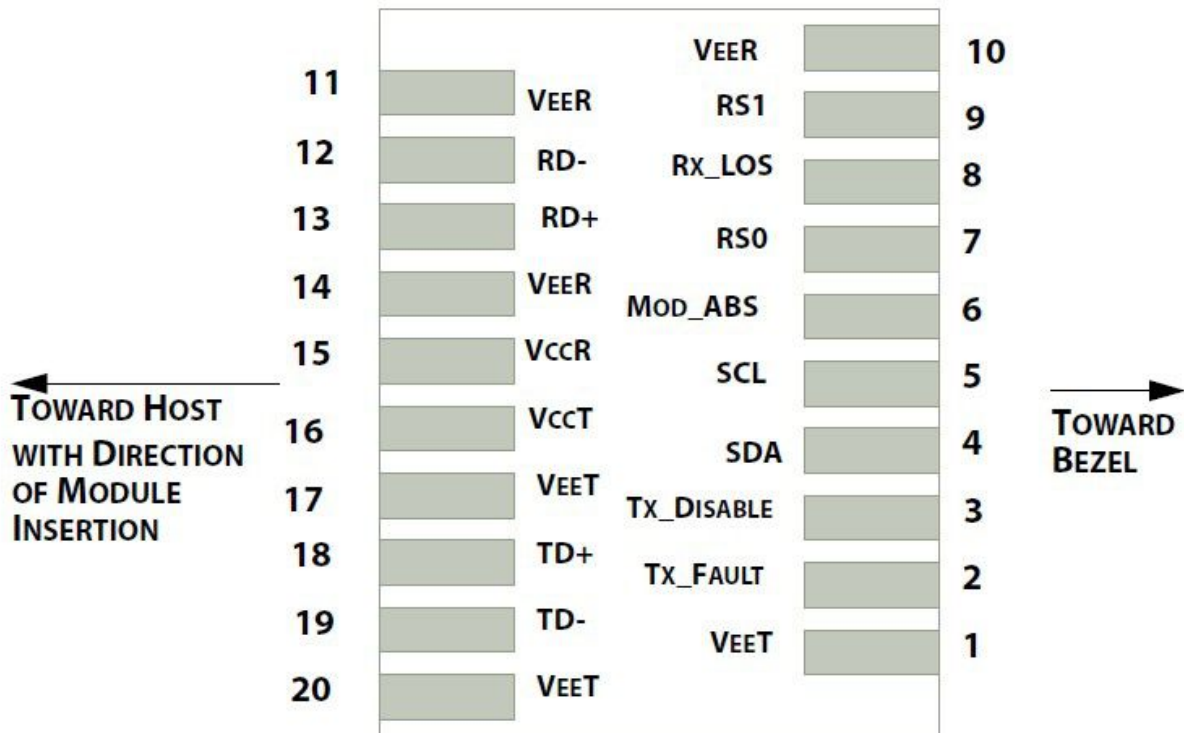 11 VEER
12 RD-
13 RD+
14 VEER
15 VCCR
16 VCCT
17 VEET
18 TD+
19 TD-
20 VEET
VEER 10
RS1 9
RX_LOS 8
RS0 7
MOD_ABS 6
SCL 5
SDA 4
TX_DISABLE 3
TX_FAULT 2
VEET 1
TOWARD HOST
WITH DIRECTION
OF MODULE
INSERTION
TOWARD
BEZEL